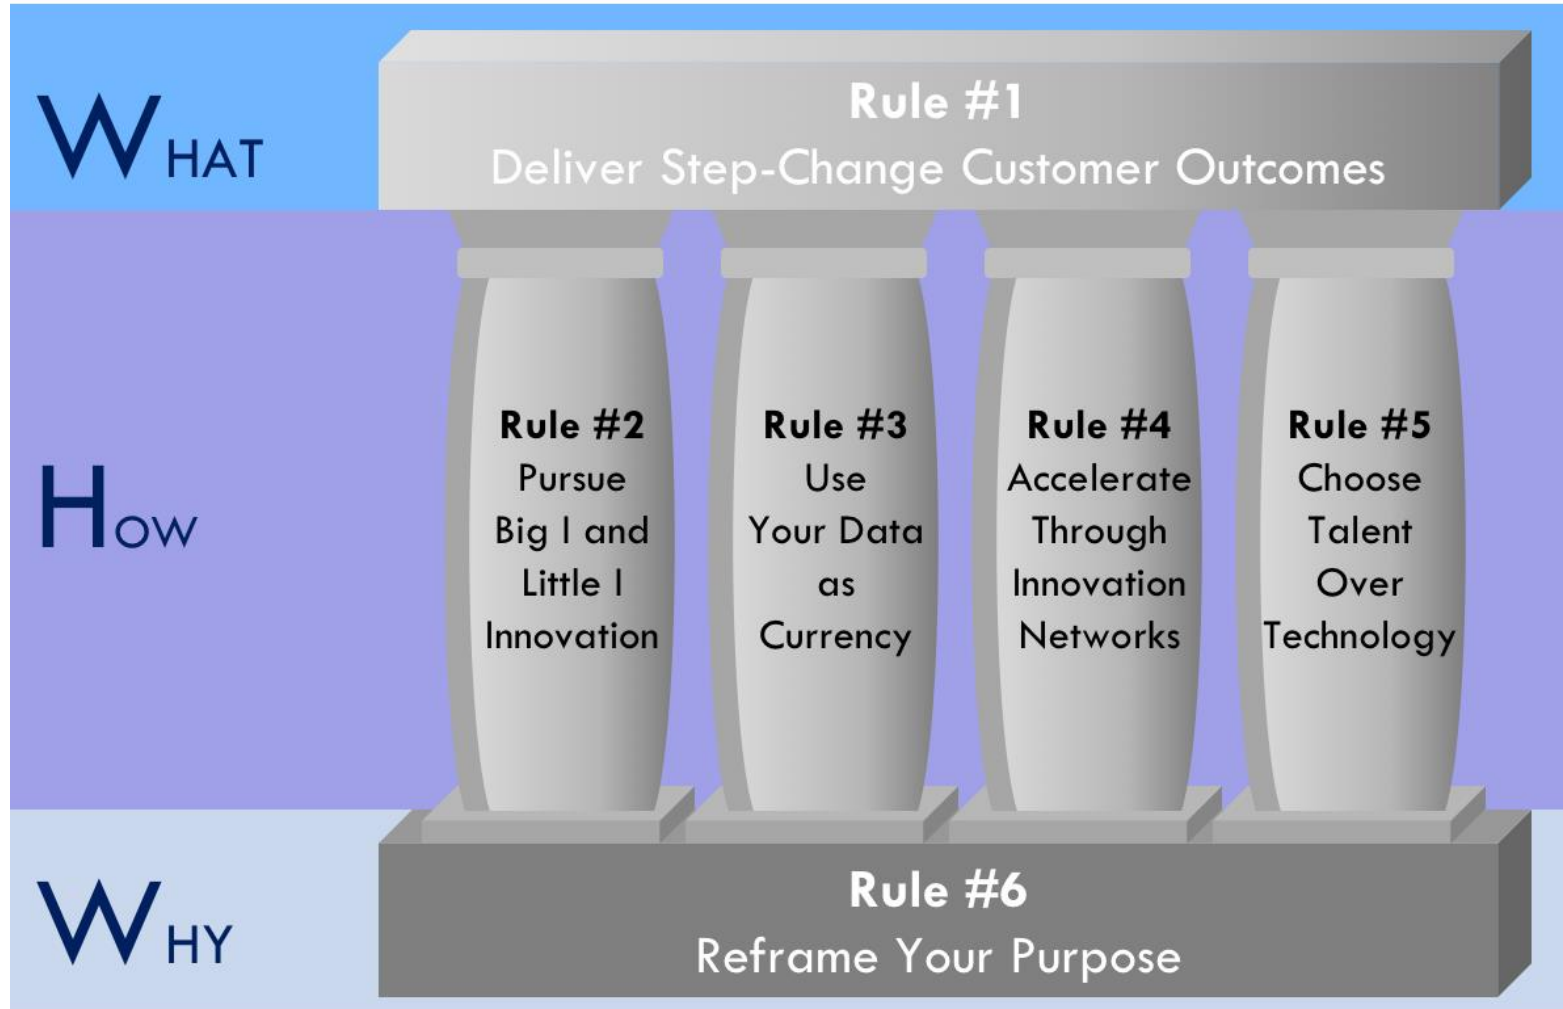 WHAT
Rule #1
Deliver Step-Change Customer Outcomes
HOW
Rule #2
Pursue
Big I and
Little I
Innovation
Rule #3
Use
Your Data
as
Currency
Rule #4
Accelerate
Through
Innovation
Networks
Rule #5
Choose
Talent
Over
Technology
WHY
Rule #6
Reframe Your Purpose